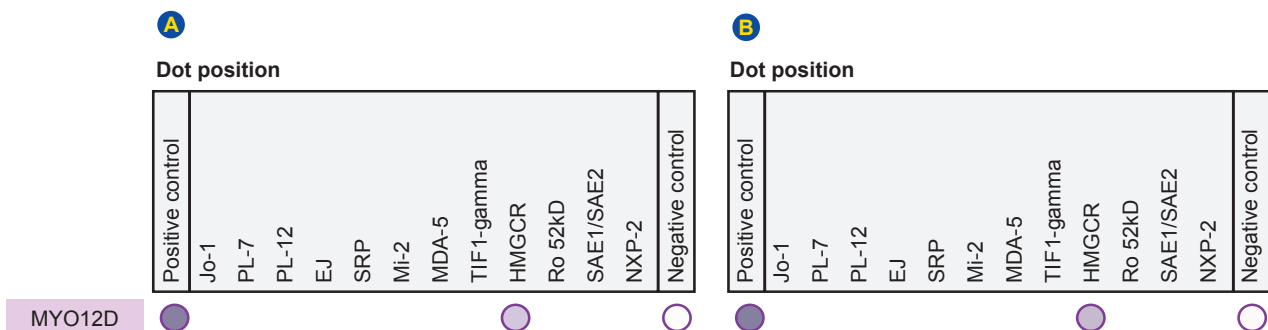 A
Dot position
Positive control
Jo-1
PL-7
PL-12
EJ
SRP
Mi-2
MDA-5
TIF1-gamma
HMGCR
Ro 52kD
SAE1/SAE2
NXP-2
Negative control
B
Dot position
Positive control
Jo-1
PL-7
PL-12
EJ
SRP
Mi-2
MDA-5
TIF1-gamma
HMGCR
Ro 52kD
SAE1/SAE2
NXP-2
Negative control
MYO12D